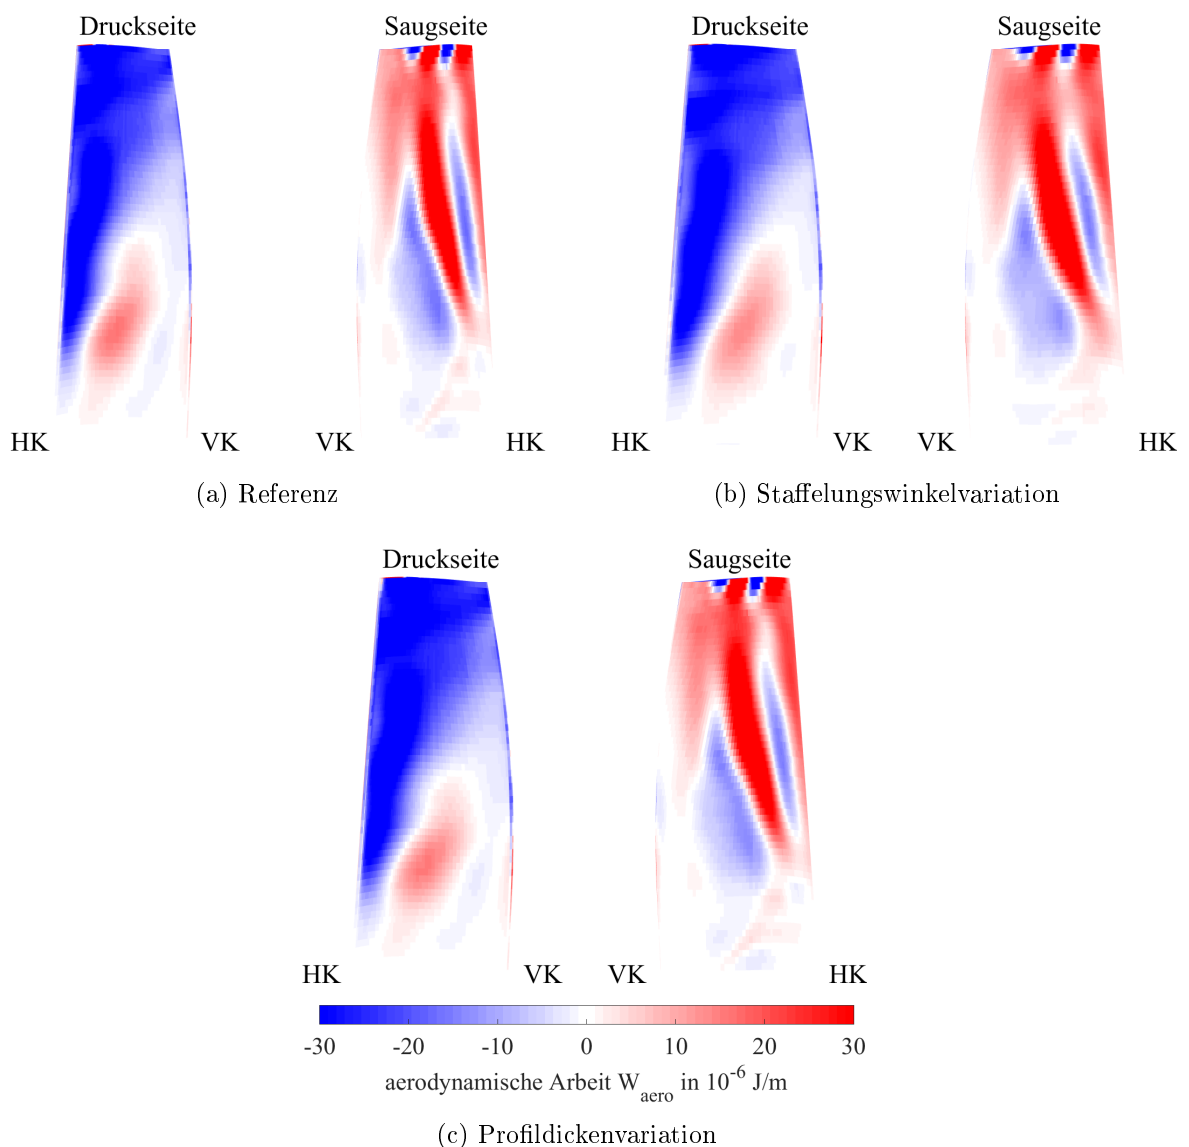 Druckseite Saugseite Druckseite Saugseite
HK VK VK HK HK VK VK HK
(a) Referenz (b) Staffelungswinkelvariation
Druckseite Saugseite
HK VK VK HK
-30 -20 -10 0 10 20 30
aerodynamische Arbeit W_aero in 10^-6 J/m
(c) Profildickenvariation